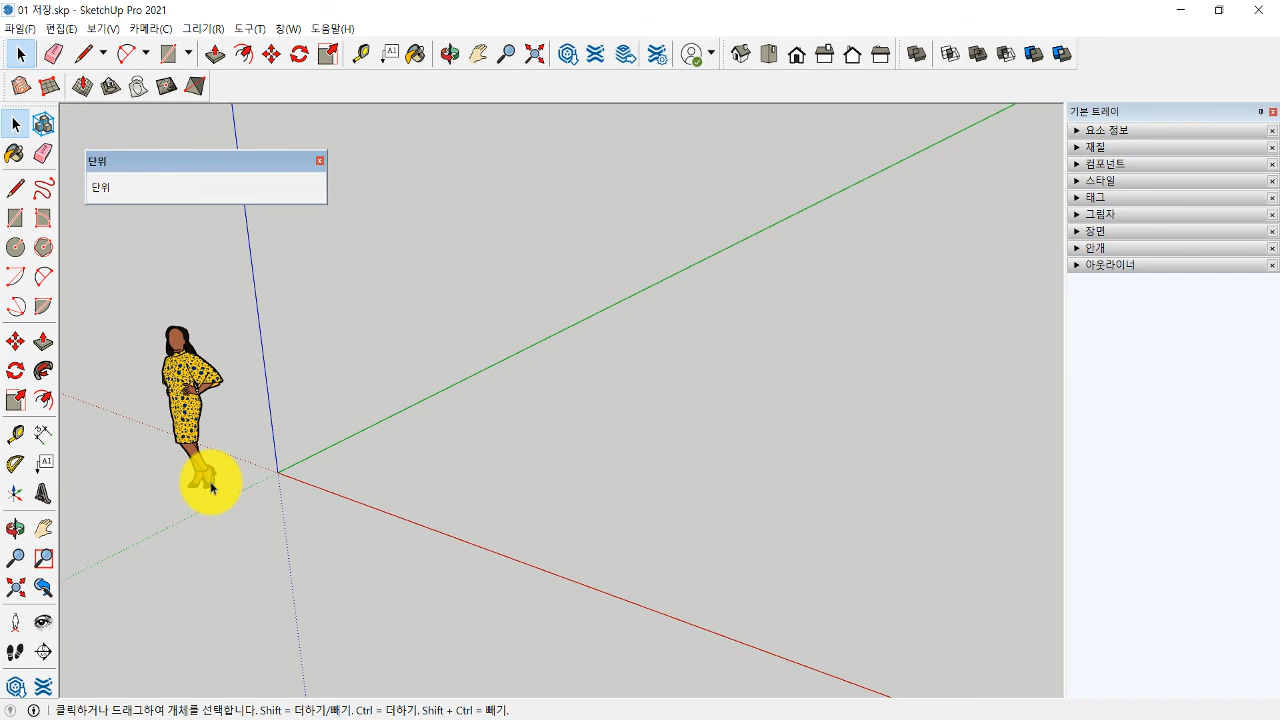 01 저장.skp - SketchUp Pro 2021
파일(F) 편집(E) 보기(V) 카메라(C) 그리기(R) 도구(T) 창(W) 도움말(H)
A1
기본 트레이
요소 정보
재질
컴포넌트
스타일
태그
그림자
장면
안개
아웃라이너
단위
단위
A1
클릭하거나 드래그하여 개체를 선택합니다. Shift = 더하기/빼기. Ctrl = 더하기. Shift + Ctrl = 빼기.